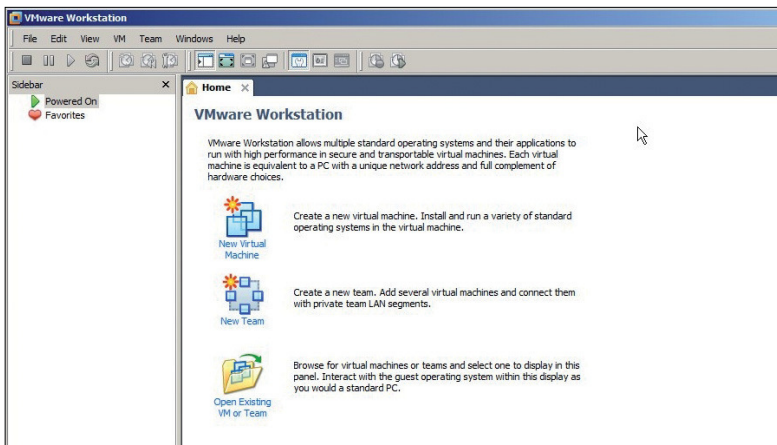 VMware Workstation
File Edit View VM Team Windows Help
Sidebar
Powered On
Favorites
Home
VMware Workstation
VMware Workstation allows multiple standard operating systems and their applications to
run with high performance in secure and transportable virtual machines. Each virtual
machine is equivalent to a PC with a unique network address and full complement of
hardware choices.
New Virtual
Machine
Create a new virtual machine. Install and run a variety of standard
operating systems in the virtual machine.
New Team
Create a new team. Add several virtual machines and connect them
with private team LAN segments.
Open Existing
VM or Team
Browse for virtual machines or teams and select one to display in this
panel. Interact with the guest operating system within this display as
you would a standard PC.